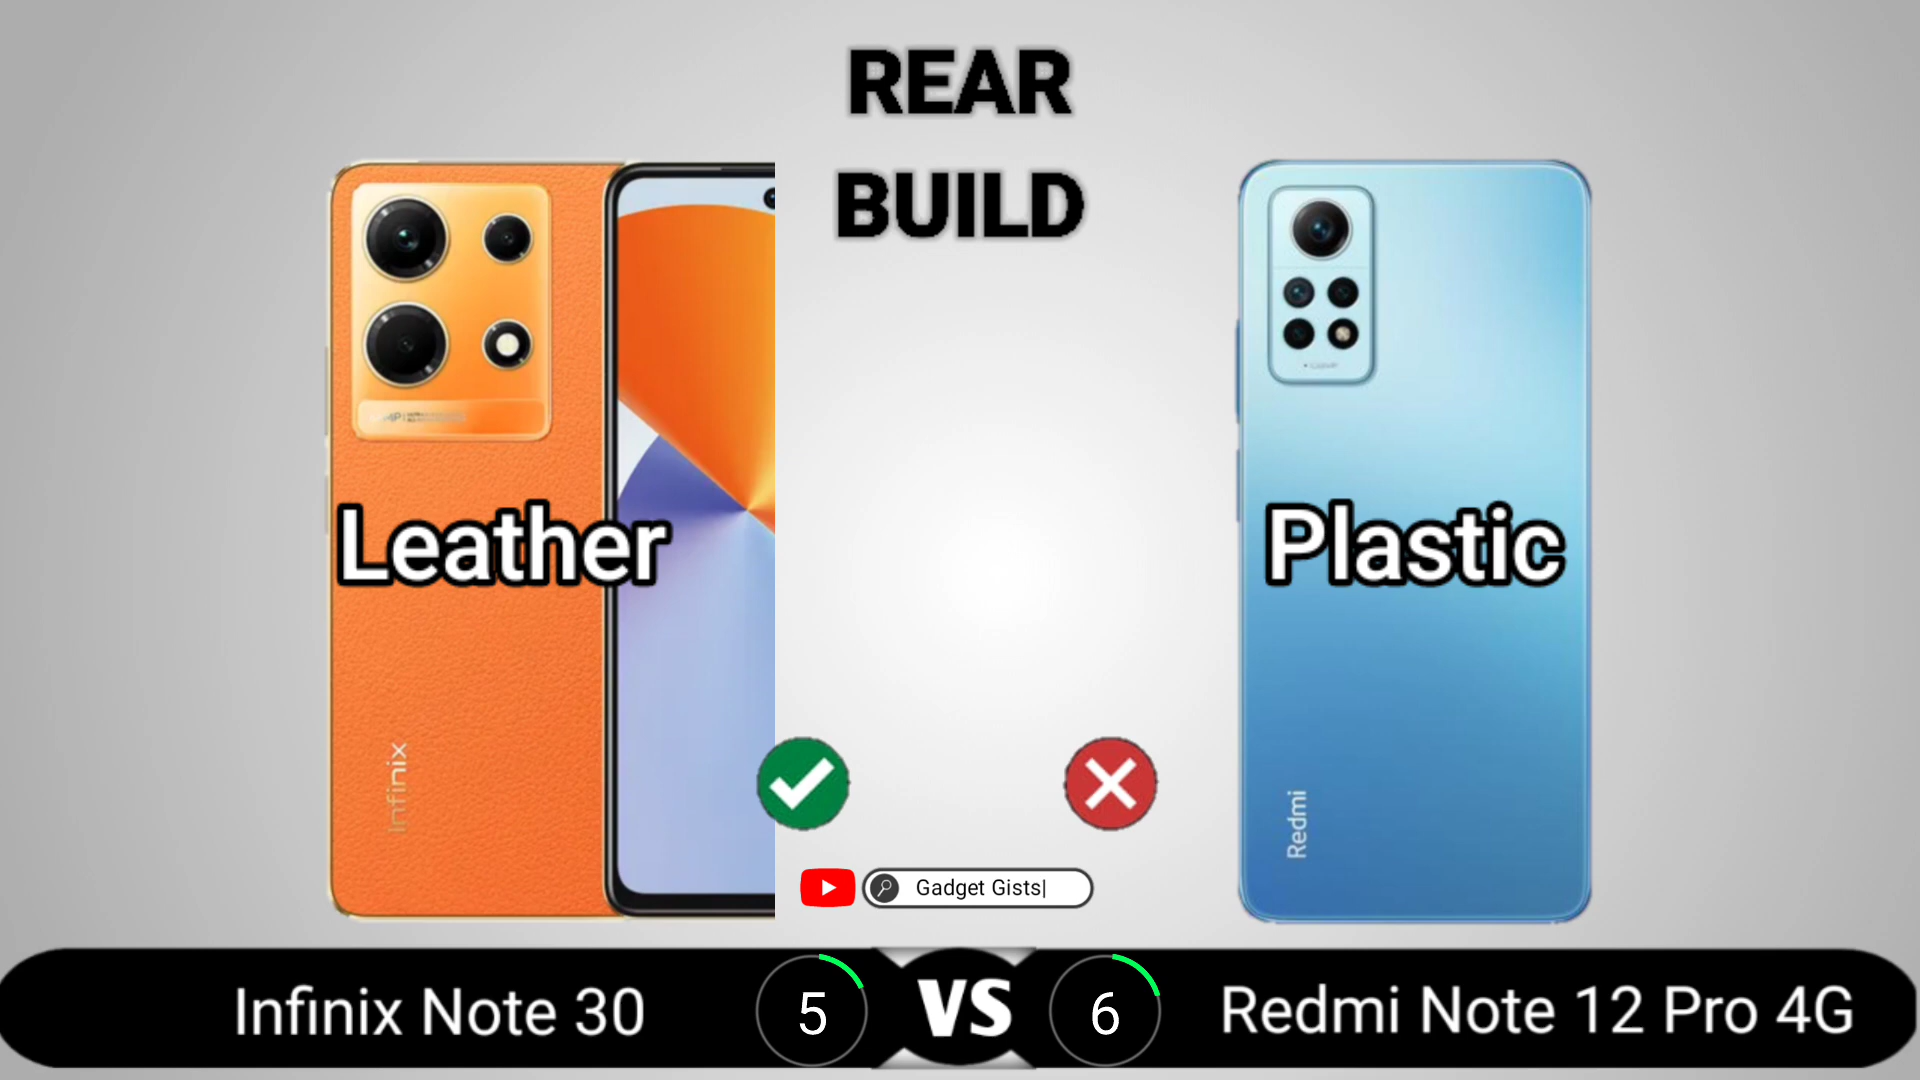 REAR
BUILD
Leather
Plastic
Infinix
Redmi
Gadget Gists|
Infinix Note 30
5
VS
6
Redmi Note 12 Pro 4G